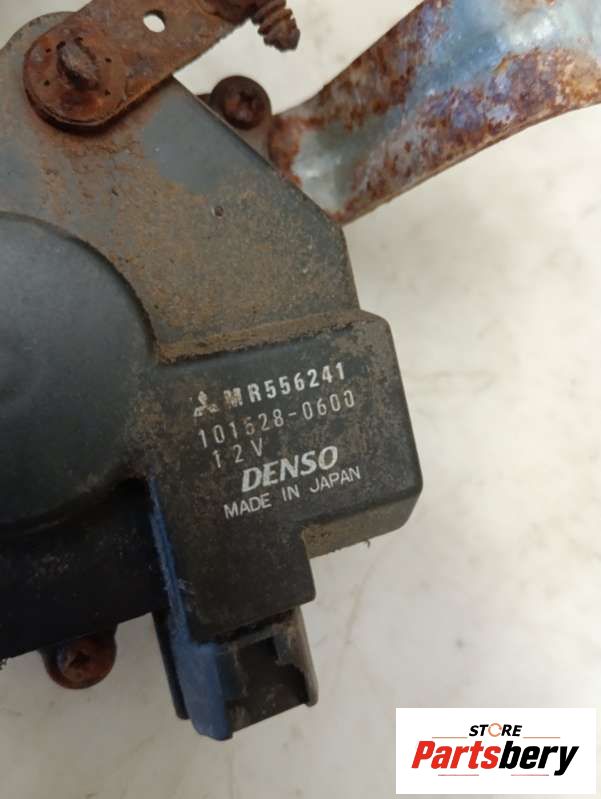 MR556241
101628-0600
12V
DENSO
MADE IN JAPAN
STORE
Partsbery